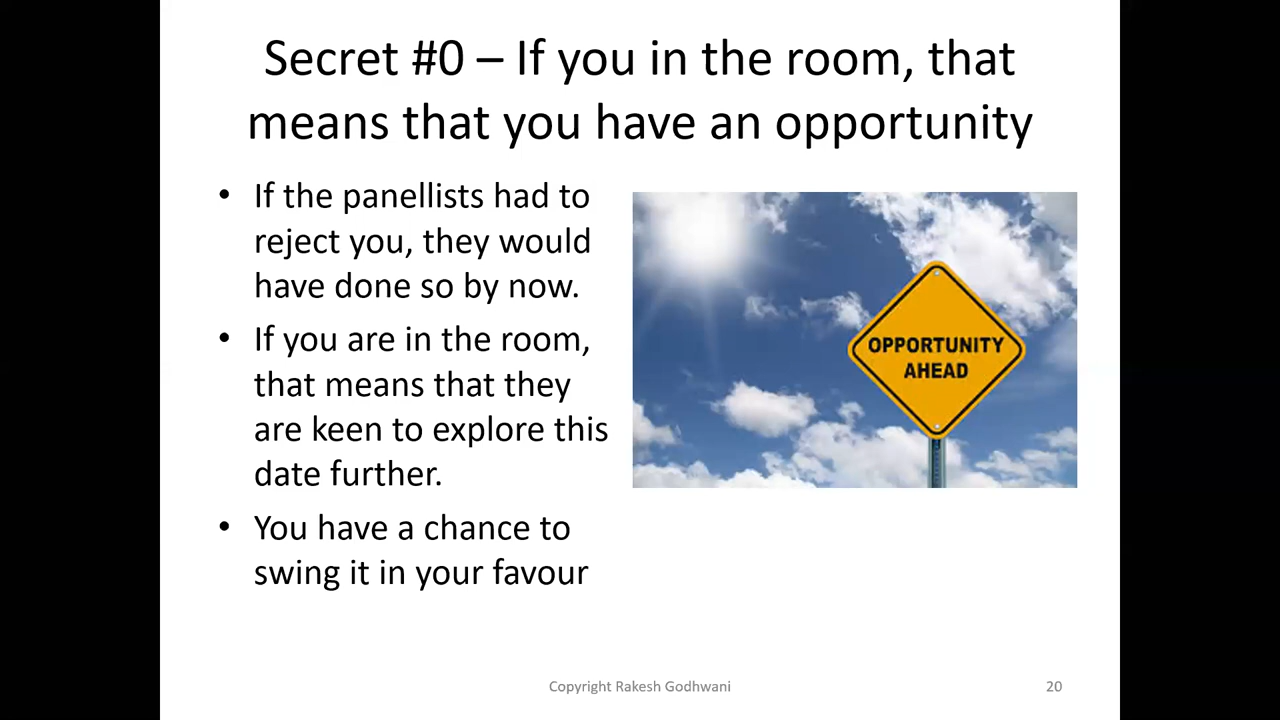 Secret #0 – If you in the room, that
means that you have an opportunity
• If the panellists had to
reject you, they would
have done so by now.
• If you are in the room,
that means that they
are keen to explore this
date further.
• You have a chance to
swing it in your favour
OPPORTUNITY
AHEAD
Copyright Rakesh Godhwani
20